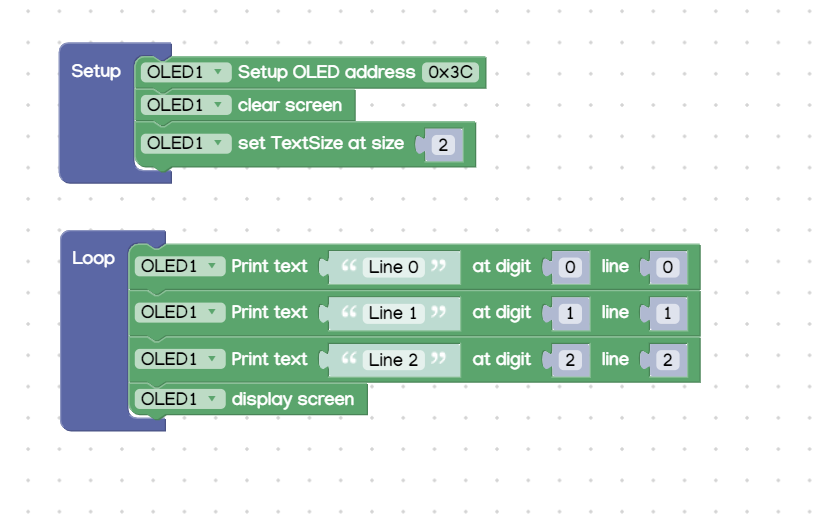 Setup OLED1 Setup OLED address 0x3C
OLED1 clear screen
OLED1 set TextSize at size 2
Loop OLED1 Print text “ Line 0 ” at digit 0 line 0
OLED1 Print text “ Line 1 ” at digit 1 line 1
OLED1 Print text “ Line 2 ” at digit 2 line 2
OLED1 display screen